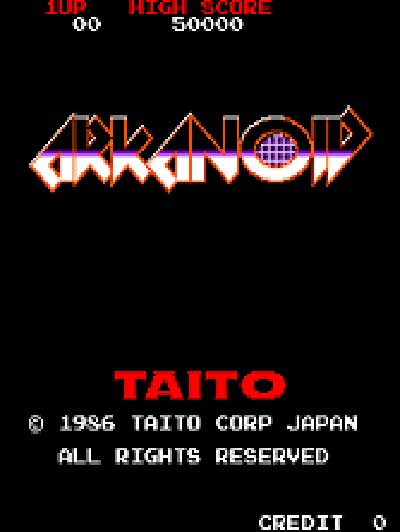 1UP HIGH SCORE
00 50000
ARKANOID
TAITO
© 1986 TAITO CORP JAPAN
ALL RIGHTS RESERVED
CREDIT 0